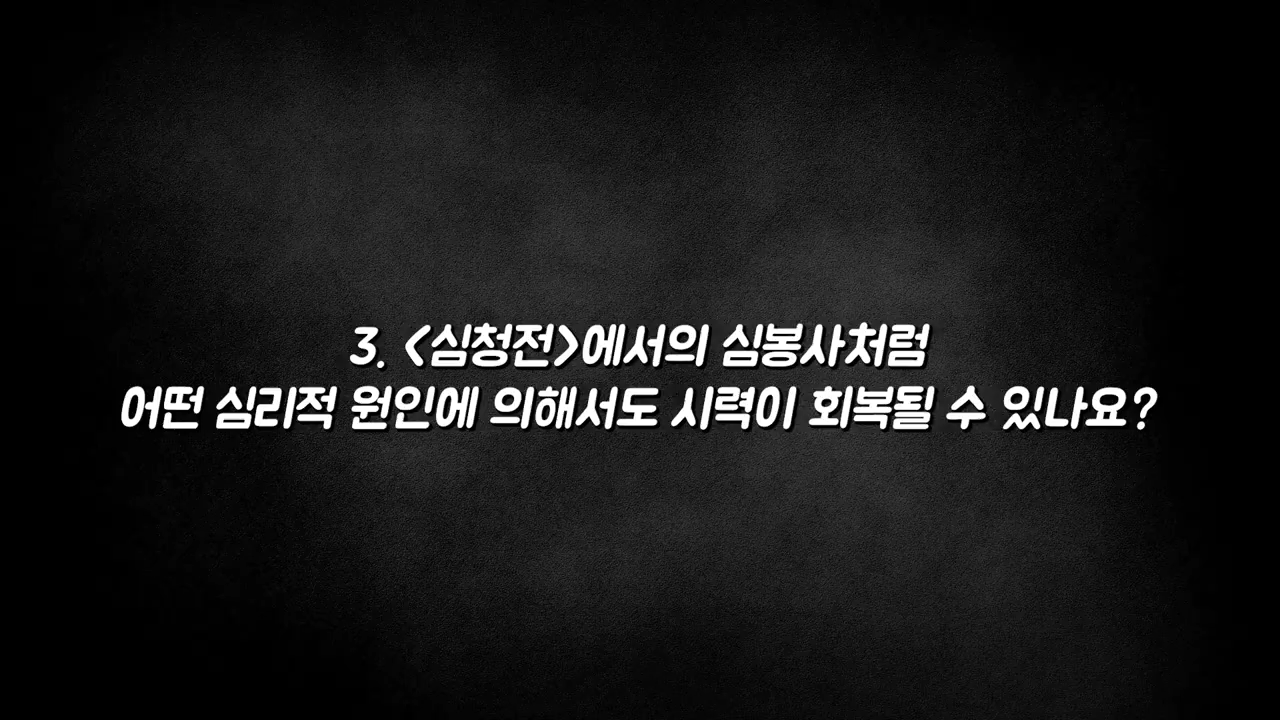 3. <심청전>에서의 심봉사처럼
어떤 심리적 원인에 의해서도 시력이 회복될 수 있나요?